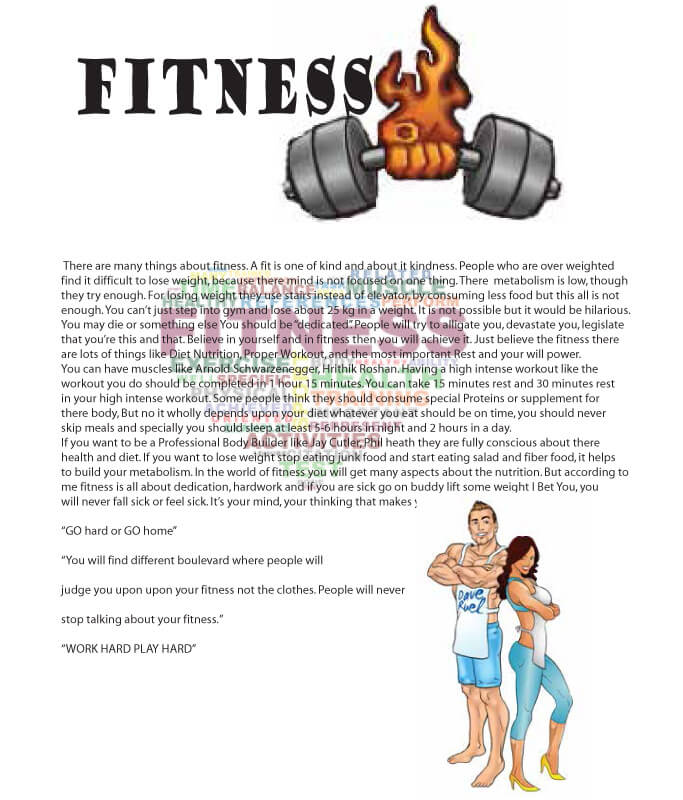 FITNESS
There are many things about fitness. A fit is one of kind and about it kindness. People who are over weighted
find it difficult to lose weight, because there mind is not focused on one thing. There metabolism is low, though
they try enough. For losing weight they use stairs instead of elevator, by consuming less food but this all is not
enough. You can't just step into gym and lose about 25 kg of a weight. It is not possible but it would be hilarious.
You may die or something else You should be "dedicated". People will try to alligate you, devastate you, legislate
that you're this and that. Believe in yourself and in fitness then you will achieve it. Just believe the fitness there
are lots of things like Diet Nutrition, Proper Workout, and the most important Rest and your will power.
You can have muscles like Arnold Schwarzenegger, Hrithik Roshan. Having a high intense workout like the
workout you do should be completed in 1 hour 15 minutes. You can take 15 minutes rest and 30 minutes rest
in your high intense workout. Some people think they should consume special Proteins or supplement for
there body, But no it wholly depends upon your diet whatever you eat should be on time, you should never
skip meals and specially you should sleep at least 5-6 hours in night and 2 hours in a day.
If you want to be a Professional Body Builder like Jay Cutler, Phil heath they are fully conscious about there
health and diet. If you want to lose weight stop eating junk food and start eating salad and fiber food, it helps
to build your metabolism. In the world of fitness you will get many aspects about the nutrition. But according to
me fitness is all about dedication, hardwork and if you are sick go on buddy lift some weight I Bet You, you
will never fall sick or feel sick. It's your mind, your thinking that makes
"GO hard or GO home"
"You will find different boulevard where people will
judge you upon upon your fitness not the clothes. People will never
stop talking about your fitness."
"WORK HARD PLAY HARD"
RELATED
TIME BALANCE MUSCLE
HEALTHY REFERENCES PERFORM
FITNESS
EXERCISE HEALTH
SPECIFIC
PHYSICAL
ACHIEVED
ORIENTED REPRESENT
ACTIVITIES
TEST
Dave
Ruel